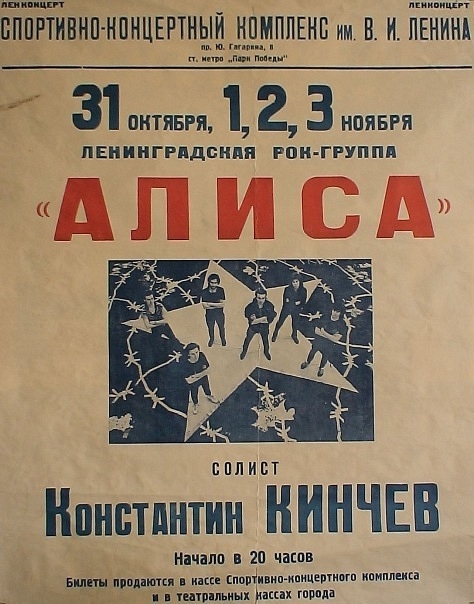 ЛЕНКОНЦЕРТ ЛЕНКОНЦЕРТ
СПОРТИВНО-КОНЦЕРТНЫЙ КОМПЛЕКС ИМ. В. И. ЛЕНИНА
пр. Ю. Гагарина, 8
ст. метро „Парк Победы"
31 ОКТЯБРЯ, 1, 2, 3 НОЯБРЯ
ЛЕНИНГРАДСКАЯ РОК-ГРУППА
«АЛИСА»
СОЛИСТ
КОНСТАНТИН КИНЧЕВ
Начало в 20 часов
Билеты продаются в кассе Спортивно-концертного комплекса
и в театральных кассах города